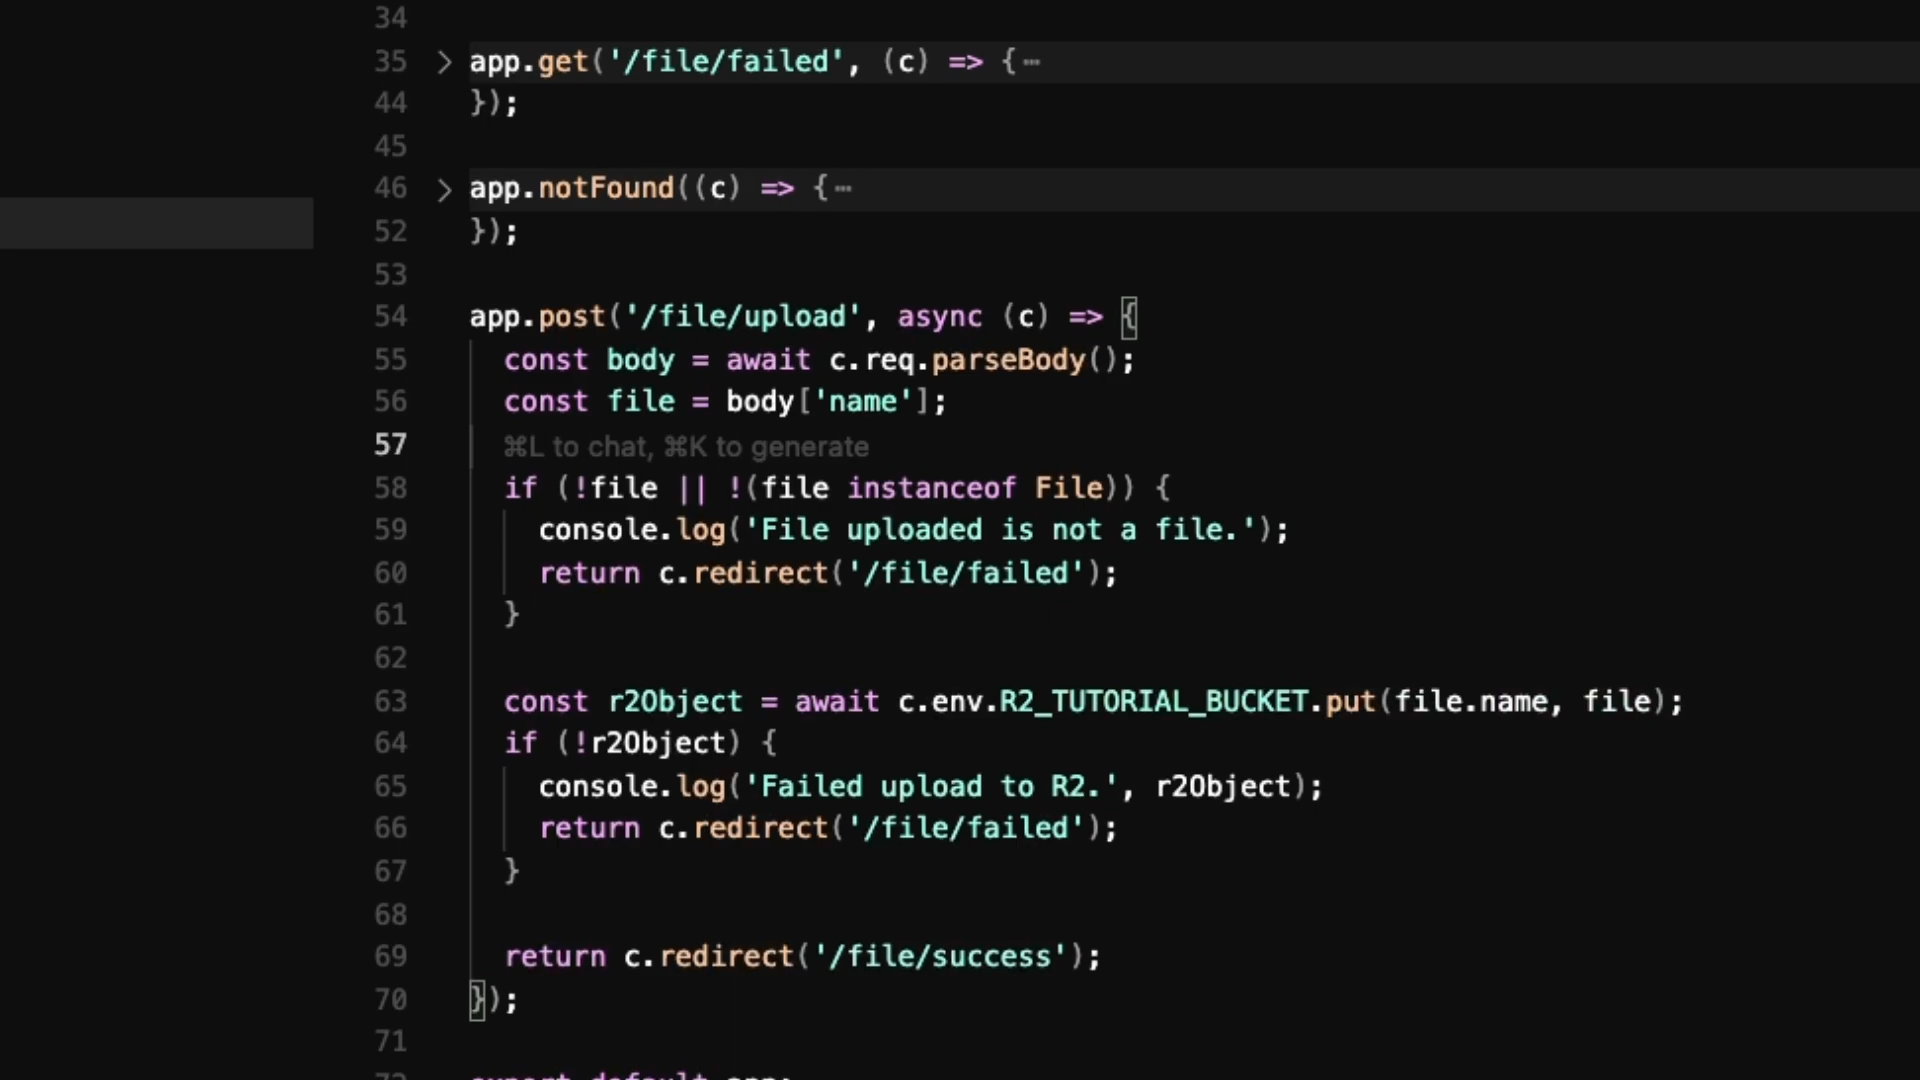 34
35 > app.get('/file/failed', (c) => {…
44 });
45
46 > app.notFound((c) => {…
52 });
53
54 app.post('/file/upload', async (c) => {
55 const body = await c.req.parseBody();
56 const file = body['name'];
57 ⌘L to chat, ⌘K to generate
58 if (!file || !(file instanceof File)) {
59 console.log('File uploaded is not a file.');
60 return c.redirect('/file/failed');
61 }
62
63 const r2Object = await c.env.R2_TUTORIAL_BUCKET.put(file.name, file);
64 if (!r2Object) {
65 console.log('Failed upload to R2.', r2Object);
66 return c.redirect('/file/failed');
67 }
68
69 return c.redirect('/file/success');
70 });
71
72 export default app;